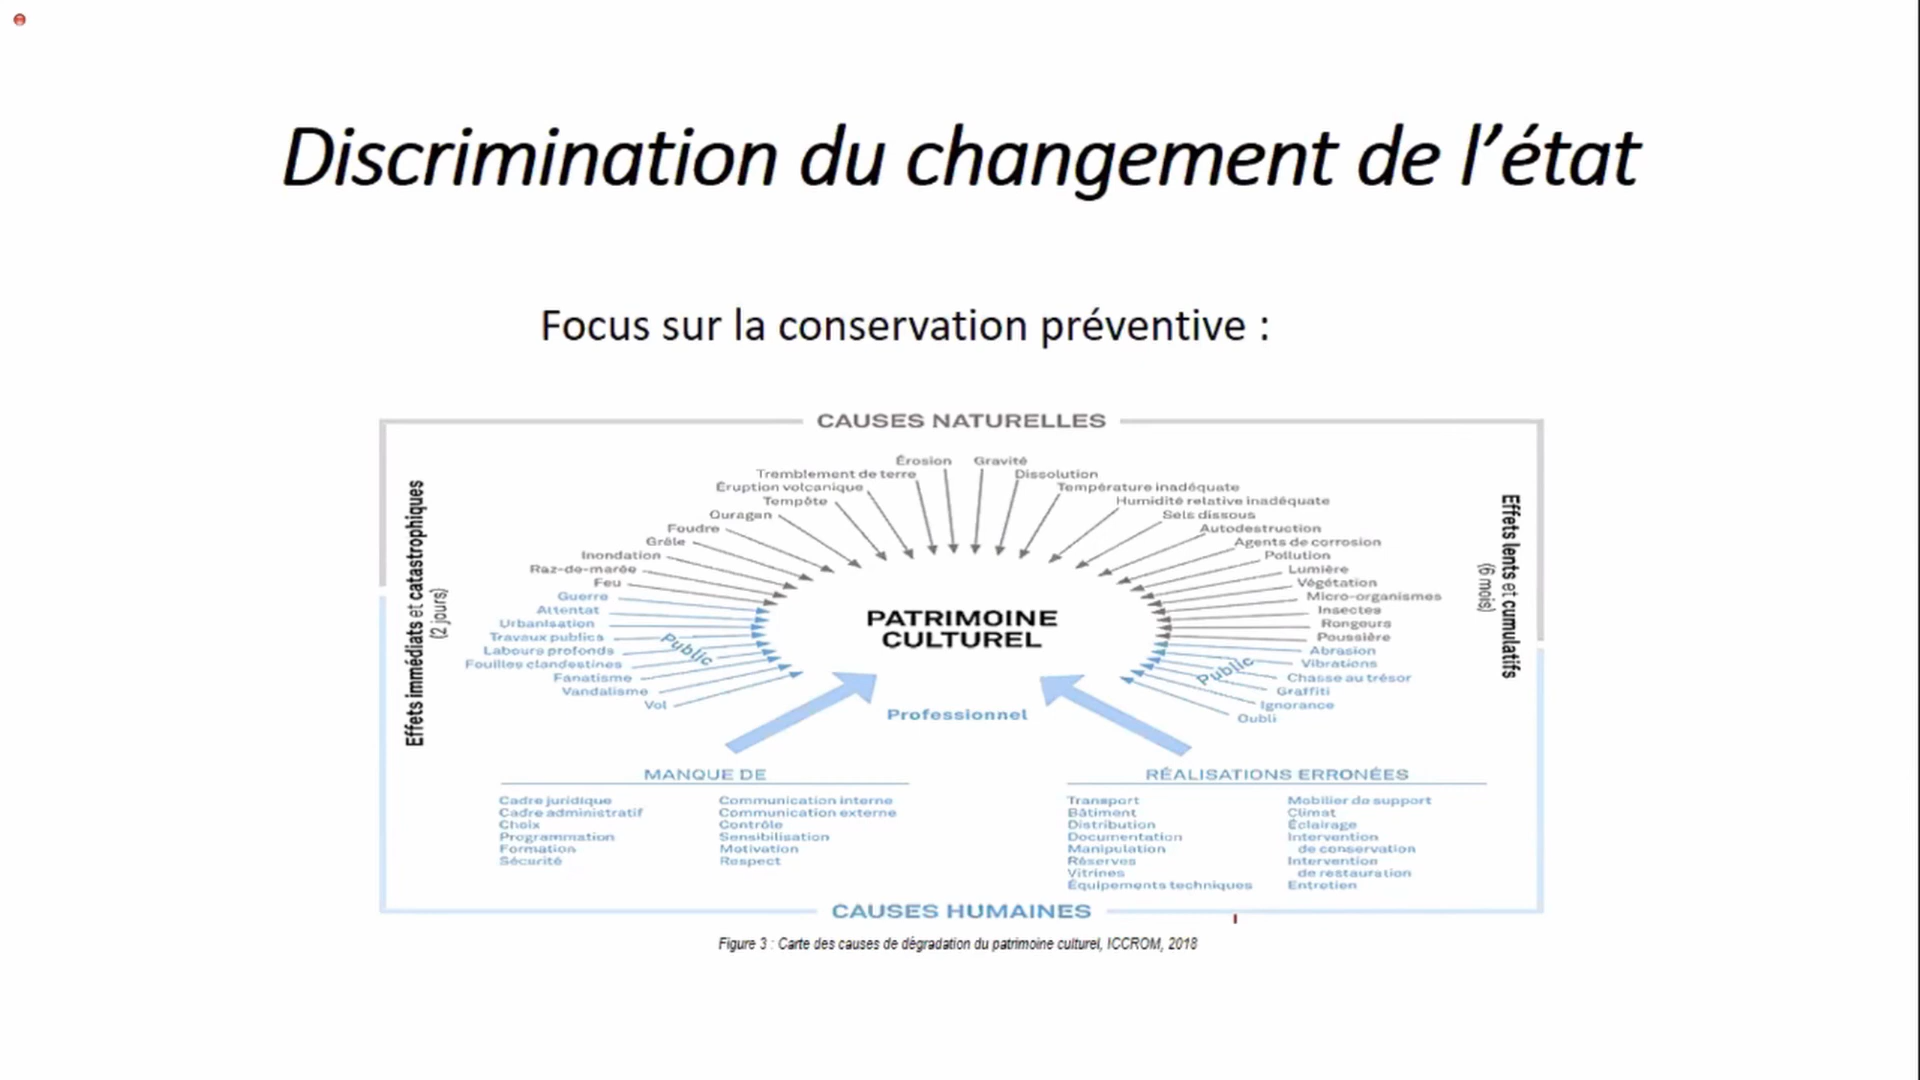 Discrimination du changement de l’état
Focus sur la conservation préventive :
CAUSES NATURELLES
Érosion
Gravité
Tremblement de terre
Dissolution
Éruption volcanique
Température inadéquate
Tempête
Humidité relative inadéquate
Ouragan
Sels dissous
Foudre
Autodestruction
Grêle
Agents de corrosion
Inondation
Pollution
Raz-de-marée
Lumière
Feu
Végétation
Guerre
Micro-organismes
Attentat
Insectes
Urbanisation
Rongeurs
Travaux publics
Poussière
Labours profonds
Abrasion
Fouilles clandestines
Vibrations
Fanatisme
Chasse au trésor
Vandalisme
Graffiti
Vol
Ignorance
Oubli
Public
Public
Effets immédiats et catastrophiques
(2 jours)
Effets lents et cumulatifs
(6 mois)
PATRIMOINE
CULTUREL
Professionnel
MANQUE DE
Cadre juridique
Cadre administratif
Choix
Programmation
Formation
Sécurité
Communication interne
Communication externe
Contrôle
Sensibilisation
Motivation
Respect
RÉALISATIONS ERRONÉES
Transport
Bâtiment
Distribution
Documentation
Manipulation
Réserves
Vitrines
Équipements techniques
Mobilier de support
Climat
Éclairage
Intervention
de conservation
Intervention
de restauration
Entretien
CAUSES HUMAINES
Figure 3 : Carte des causes de dégradation du patrimoine culturel, ICCROM, 2018